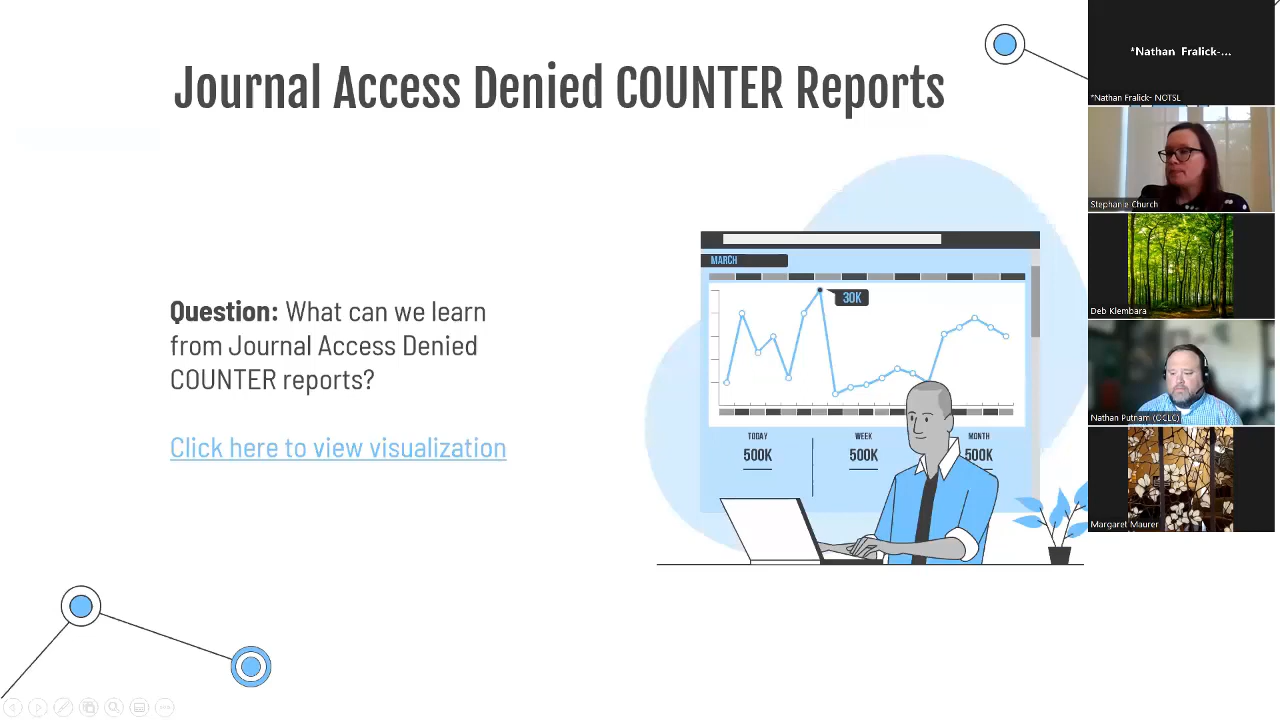 Journal Access Denied COUNTER Reports
Question: What can we learn
from Journal Access Denied
COUNTER reports?
Click here to view visualization
MARCH
30K
TODAY
500K
WEEK
500K
MONTH
500K
*Nathan Fralick-...
*Nathan Fralick- NOTSL
Stephanie Church
Deb Klembara
Nathan Putnam (OCLC)
Margaret Maurer